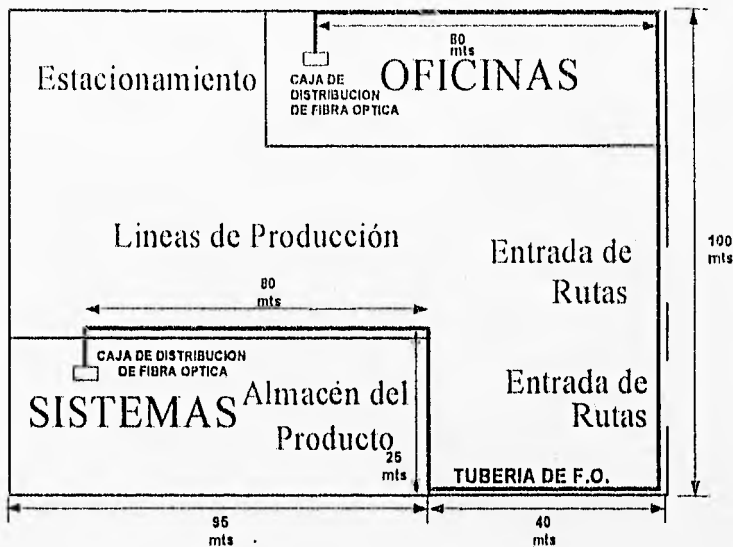 80
mts
Estacionamiento
OFICINAS
CAJA DE
DISTRIBUCION
DE FIBRA OPTICA
Lineas de Producción
Entrada de
Rutas
100
mts
80
mts
CAJA DE DISTRIBUCION
DE FIBRA OPTICA
SISTEMAS
Almacén del
Producto
Entrada de
Rutas
25
mts
TUBERIA DE F.O.
95
mts
40
mts